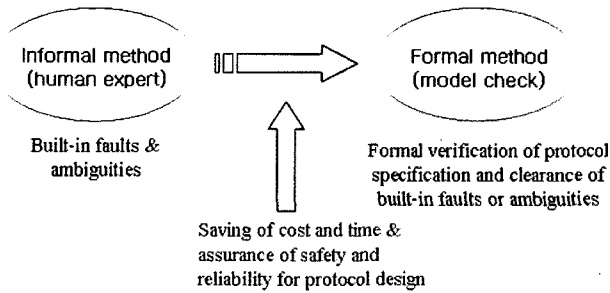 Informal method
(human expert)
Formal method
(model check)
Built-in faults &
ambiguities
Formal verification of protocol
specification and clearance of
built-in faults or ambiguities
Saving of cost and time &
assurance of safety and
reliability for protocol design